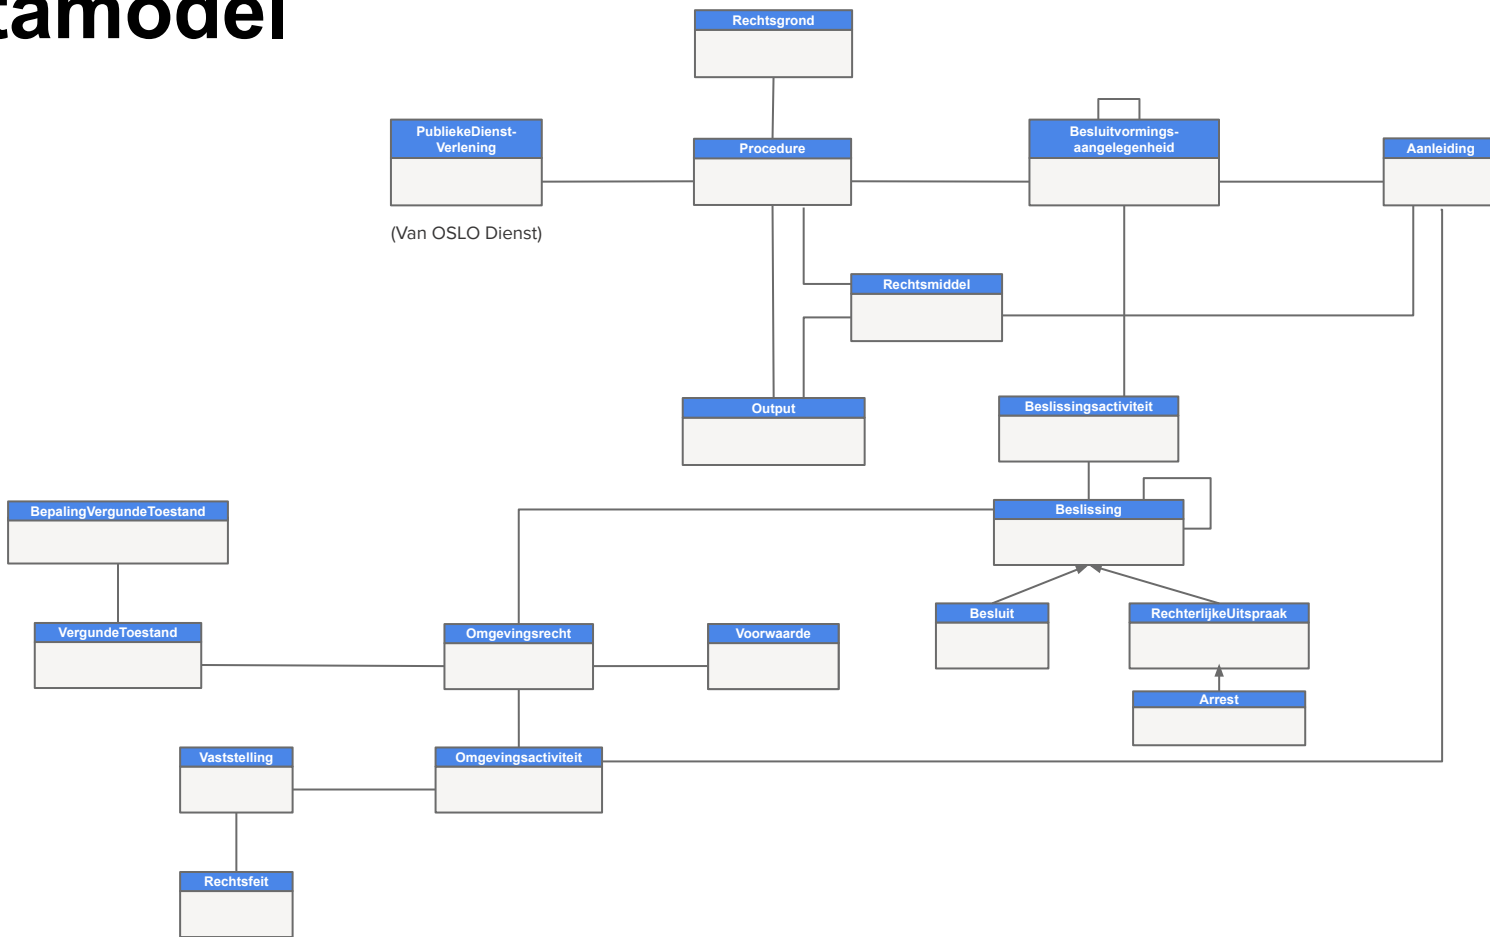 tamodel
Rechtsgrond
PubliekeDienst-
Verlening
Procedure
Besluitvormings-
aangelegenheid
Aanleiding
(Van OSLO Dienst)
Rechtsmiddel
Output
Beslissingsactiviteit
BepalingVergundeToestand
Beslissing
Besluit
RechterlijkeUitspraak
VergundeToestand
Omgevingsrecht
Voorwaarde
Arrest
Vaststelling
Omgevingsactiviteit
Rechtsfeit